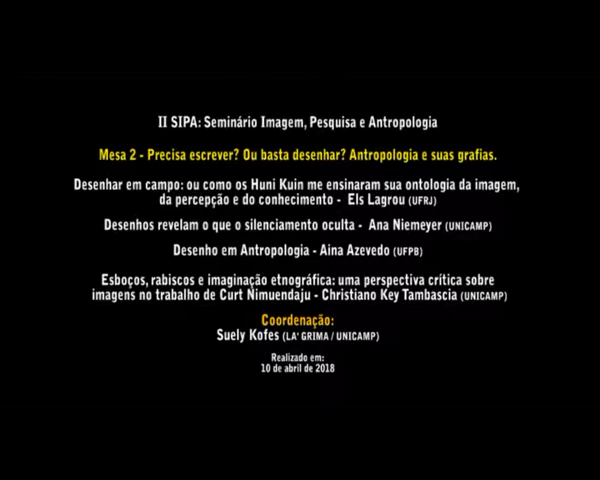 II SIPA: Seminário Imagem, Pesquisa e Antropologia
Mesa 2 - Precisa escrever? Ou basta desenhar? Antropologia e suas grafias.
Desenhar em campo: ou como os Huni Kuin me ensinaram sua ontologia da imagem,
da percepção e do conhecimento - Els Lagrou (UFRJ)
Desenhos revelam o que o silenciamento oculta - Ana Niemeyer (UNICAMP)
Desenho em Antropologia - Aina Azevedo (UFPB)
Esboços, rabiscos e imaginação etnográfica: uma perspectiva crítica sobre
imagens no trabalho de Curt Nimuendaju - Christiano Key Tambascia (UNICAMP)
Coordenação:
Suely Kofes (LA' GRIMA / UNICAMP)
Realizado em:
10 de abril de 2018